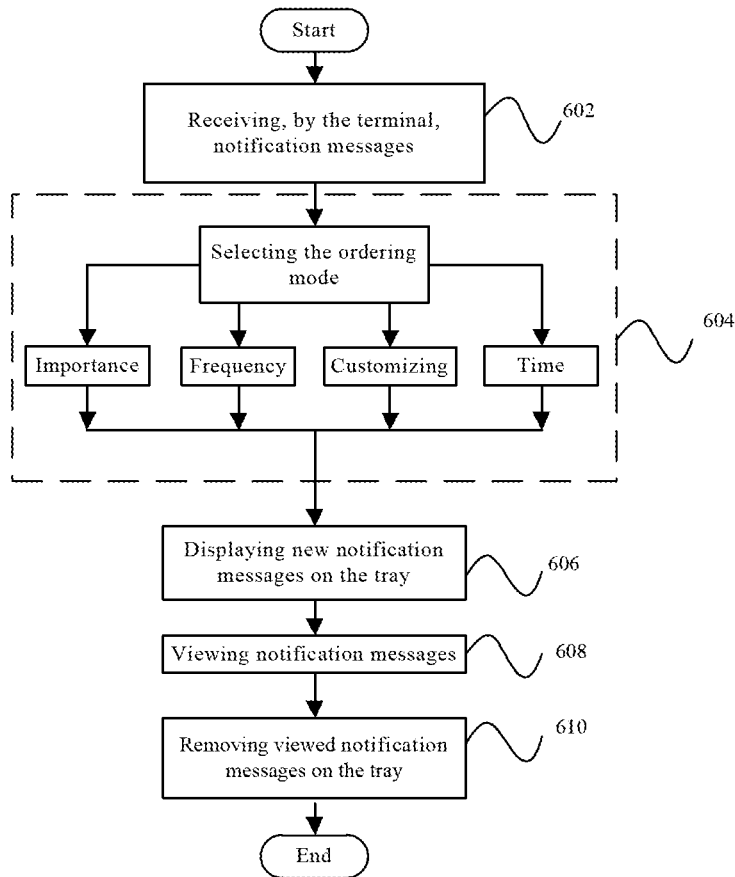 Start
Receiving, by the terminal,
notification messages
602
Selecting the ordering
mode
604
Importance
Frequency
Customizing
Time
Displaying new notification
messages on the tray
606
Viewing notification messages
608
Removing viewed notification
messages on the tray
610
End